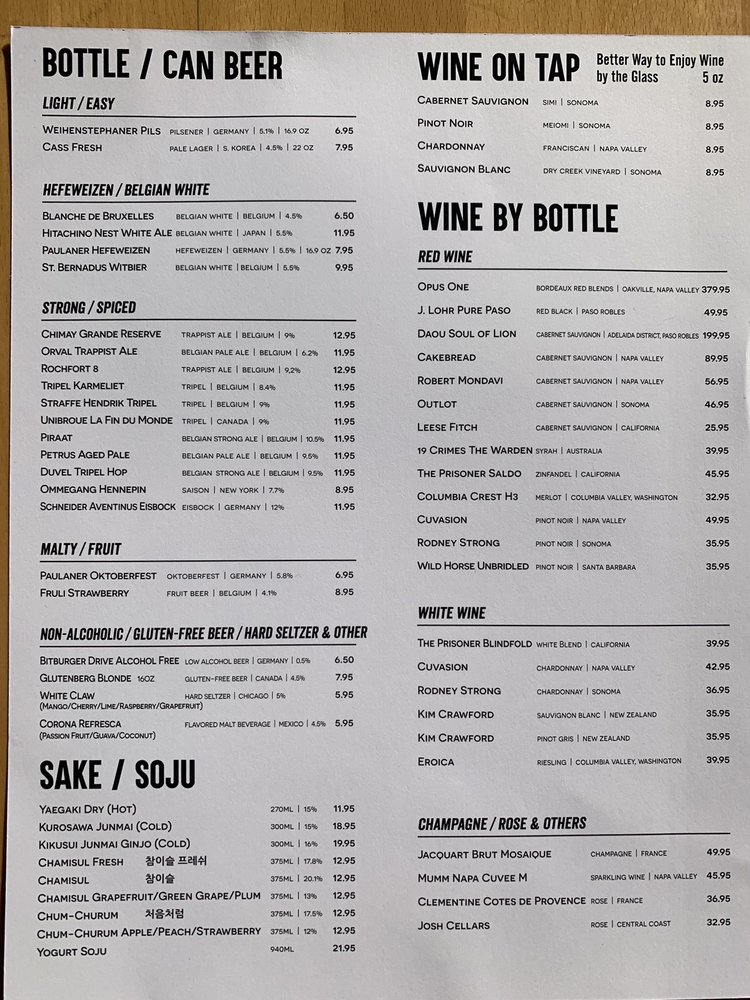 BOTTLE / CAN BEER
LIGHT / EASY
WEIHENSTEPHANER PILS PILSENER | GERMANY | 5.1% | 16.9 OZ 6.95
CASS FRESH PALE LAGER | S. KOREA | 4.5% | 22 OZ 7.95
HEFEWEIZEN / BELGIAN WHITE
BLANCHE DE BRUXELLES BELGIAN WHITE | BELGIUM | 4.5% 6.50
HITACHINO NEST WHITE ALE BELGIAN WHITE | JAPAN | 5.5% 11.95
PAULANER HEFEWEIZEN HEFEWEIZEN | GERMANY | 5.5% | 16.9 OZ 7.95
ST. BERNADUS WITBIER BELGIAN WHITE | BELGIUM | 5.5% 9.95
STRONG / SPICED
CHIMAY GRANDE RESERVE TRAPPIST ALE | BELGIUM | 9% 12.95
ORVAL TRAPPIST ALE BELGIAN PALE ALE | BELGIUM | 6.2% 11.95
ROCHFORT 8 TRAPPIST ALE | BELGIUM | 9,2% 12.95
TRIPEL KARMELIET TRIPEL | BELGIUM | 8.4% 11.95
STRAFFE HENDRIK TRIPEL TRIPEL | BELGIUM | 9% 11.95
UNIBROUE LA FIN DU MONDE TRIPEL | CANADA | 9% 11.95
PIRAAT BELGIAN STRONG ALE | BELGIUM | 10.5% 11.95
PETRUS AGED PALE BELGIAN PALE ALE | BELGIUM | 9.5% 11.95
DUVEL TRIPEL HOP BELGIAN STRONG ALE | BELGIUM | 9.5% 11.95
OMMEGANG HENNEPIN SAISON | NEW YORK | 7.7% 8.95
SCHNEIDER AVENTINUS EISBOCK EISBOCK | GERMANY | 12% 11.95
MALTY / FRUIT
PAULANER OKTOBERFEST OKTOBERFEST | GERMANY | 5.8% 6.95
FRULI STRAWBERRY FRUIT BEER | BELGIUM | 4.1% 8.95
NON-ALCOHOLIC / GLUTEN-FREE BEER / HARD SELTZER & OTHER
BITBURGER DRIVE ALCOHOL FREE LOW ALCOHOL BEER | GERMANY | 0.5% 6.50
GLUTENBERG BLONDE 16OZ GLUTEN-FREE BEER | CANADA | 4.5% 7.95
WHITE CLAW HARD SELTZER | CHICAGO | 5% 5.95
(MANGO/CHERRY/LIME/RASPBERRY/GRAPEFRUIT)
CORONA REFRESCA FLAVORED MALT BEVERAGE | MEXICO | 4.5% 5.95
(PASSION FRUIT/GUAVA/COCONUT)
SAKE / SOJU
YAEGAKI DRY (HOT) 270ML | 15% 11.95
KUROSAWA JUNMAI (COLD) 300ML | 15% 18.95
KIKUSUI JUNMAI GINJO (COLD) 300ML | 16% 19.95
CHAMISUL FRESH 참이슬 프레쉬 375ML | 17.8% 12.95
CHAMISUL 참이슬 375ML | 20.1% 12.95
CHAMISUL GRAPEFRUIT/GREEN GRAPE/PLUM 375ML | 13% 12.95
CHUM-CHURUM 처음처럼 375ML | 17.5% 12.95
CHUM-CHURUM APPLE/PEACH/STRAWBERRY 375ML | 12% 12.95
YOGURT SOJU 940ML 21.95
WINE ON TAP Better Way to Enjoy Wine
by the Glass 5 oz
CABERNET SAUVIGNON SIMI | SONOMA 8.95
PINOT NOIR MEIOMI | SONOMA 8.95
CHARDONNAY FRANCISCAN | NAPA VALLEY 8.95
SAUVIGNON BLANC DRY CREEK VINEYARD | SONOMA 8.95
WINE BY BOTTLE
RED WINE
OPUS ONE BORDEAUX RED BLENDS | OAKVILLE, NAPA VALLEY 379.95
J. LOHR PURE PASO RED BLACK | PASO ROBLES 49.95
DAOU SOUL OF LION CABERNET SAUVIGNON | ADELAIDA DISTRICT, PASO ROBLES 199.95
CAKEBREAD CABERNET SAUVIGNON | NAPA VALLEY 89.95
ROBERT MONDAVI CABERNET SAUVIGNON | NAPA VALLEY 56.95
OUTLOT CABERNET SAUVIGNON | SONOMA 46.95
LEESE FITCH CABERNET SAUVIGNON | CALIFORNIA 25.95
19 CRIMES THE WARDEN SYRAH | AUSTRALIA 39.95
THE PRISONER SALDO ZINFANDEL | CALIFORNIA 45.95
COLUMBIA CREST H3 MERLOT | COLUMBIA VALLEY, WASHINGTON 32.95
CUVASION PINOT NOIR | NAPA VALLEY 49.95
RODNEY STRONG PINOT NOIR | SONOMA 35.95
WILD HORSE UNBRIDLED PINOT NOIR | SANTA BARBARA 35.95
WHITE WINE
THE PRISONER BLINDFOLD WHITE BLEND | CALIFORNIA 39.95
CUVASION CHARDONNAY | NAPA VALLEY 42.95
RODNEY STRONG CHARDONNAY | SONOMA 36.95
KIM CRAWFORD SAUVIGNON BLANC | NEW ZEALAND 35.95
KIM CRAWFORD PINOT GRIS | NEW ZEALAND 35.95
EROICA RIESLING | COLUMBIA VALLEY, WASHINGTON 39.95
CHAMPAGNE / ROSE & OTHERS
JACQUART BRUT MOSAIQUE CHAMPAGNE | FRANCE 49.95
MUMM NAPA CUVEE M SPARKLING WINE | NAPA VALLEY 45.95
CLEMENTINE COTES DE PROVENCE ROSE | FRANCE 36.95
JOSH CELLARS ROSE | CENTRAL COAST 32.95